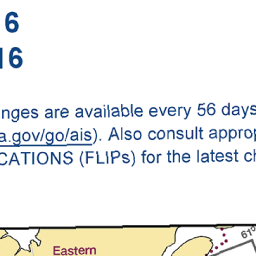 6
16
nges are available every 56 days
a.gov/go/ais). Also consult approp
CATIONS (FLIPs) for the latest ch
Eastern
61°